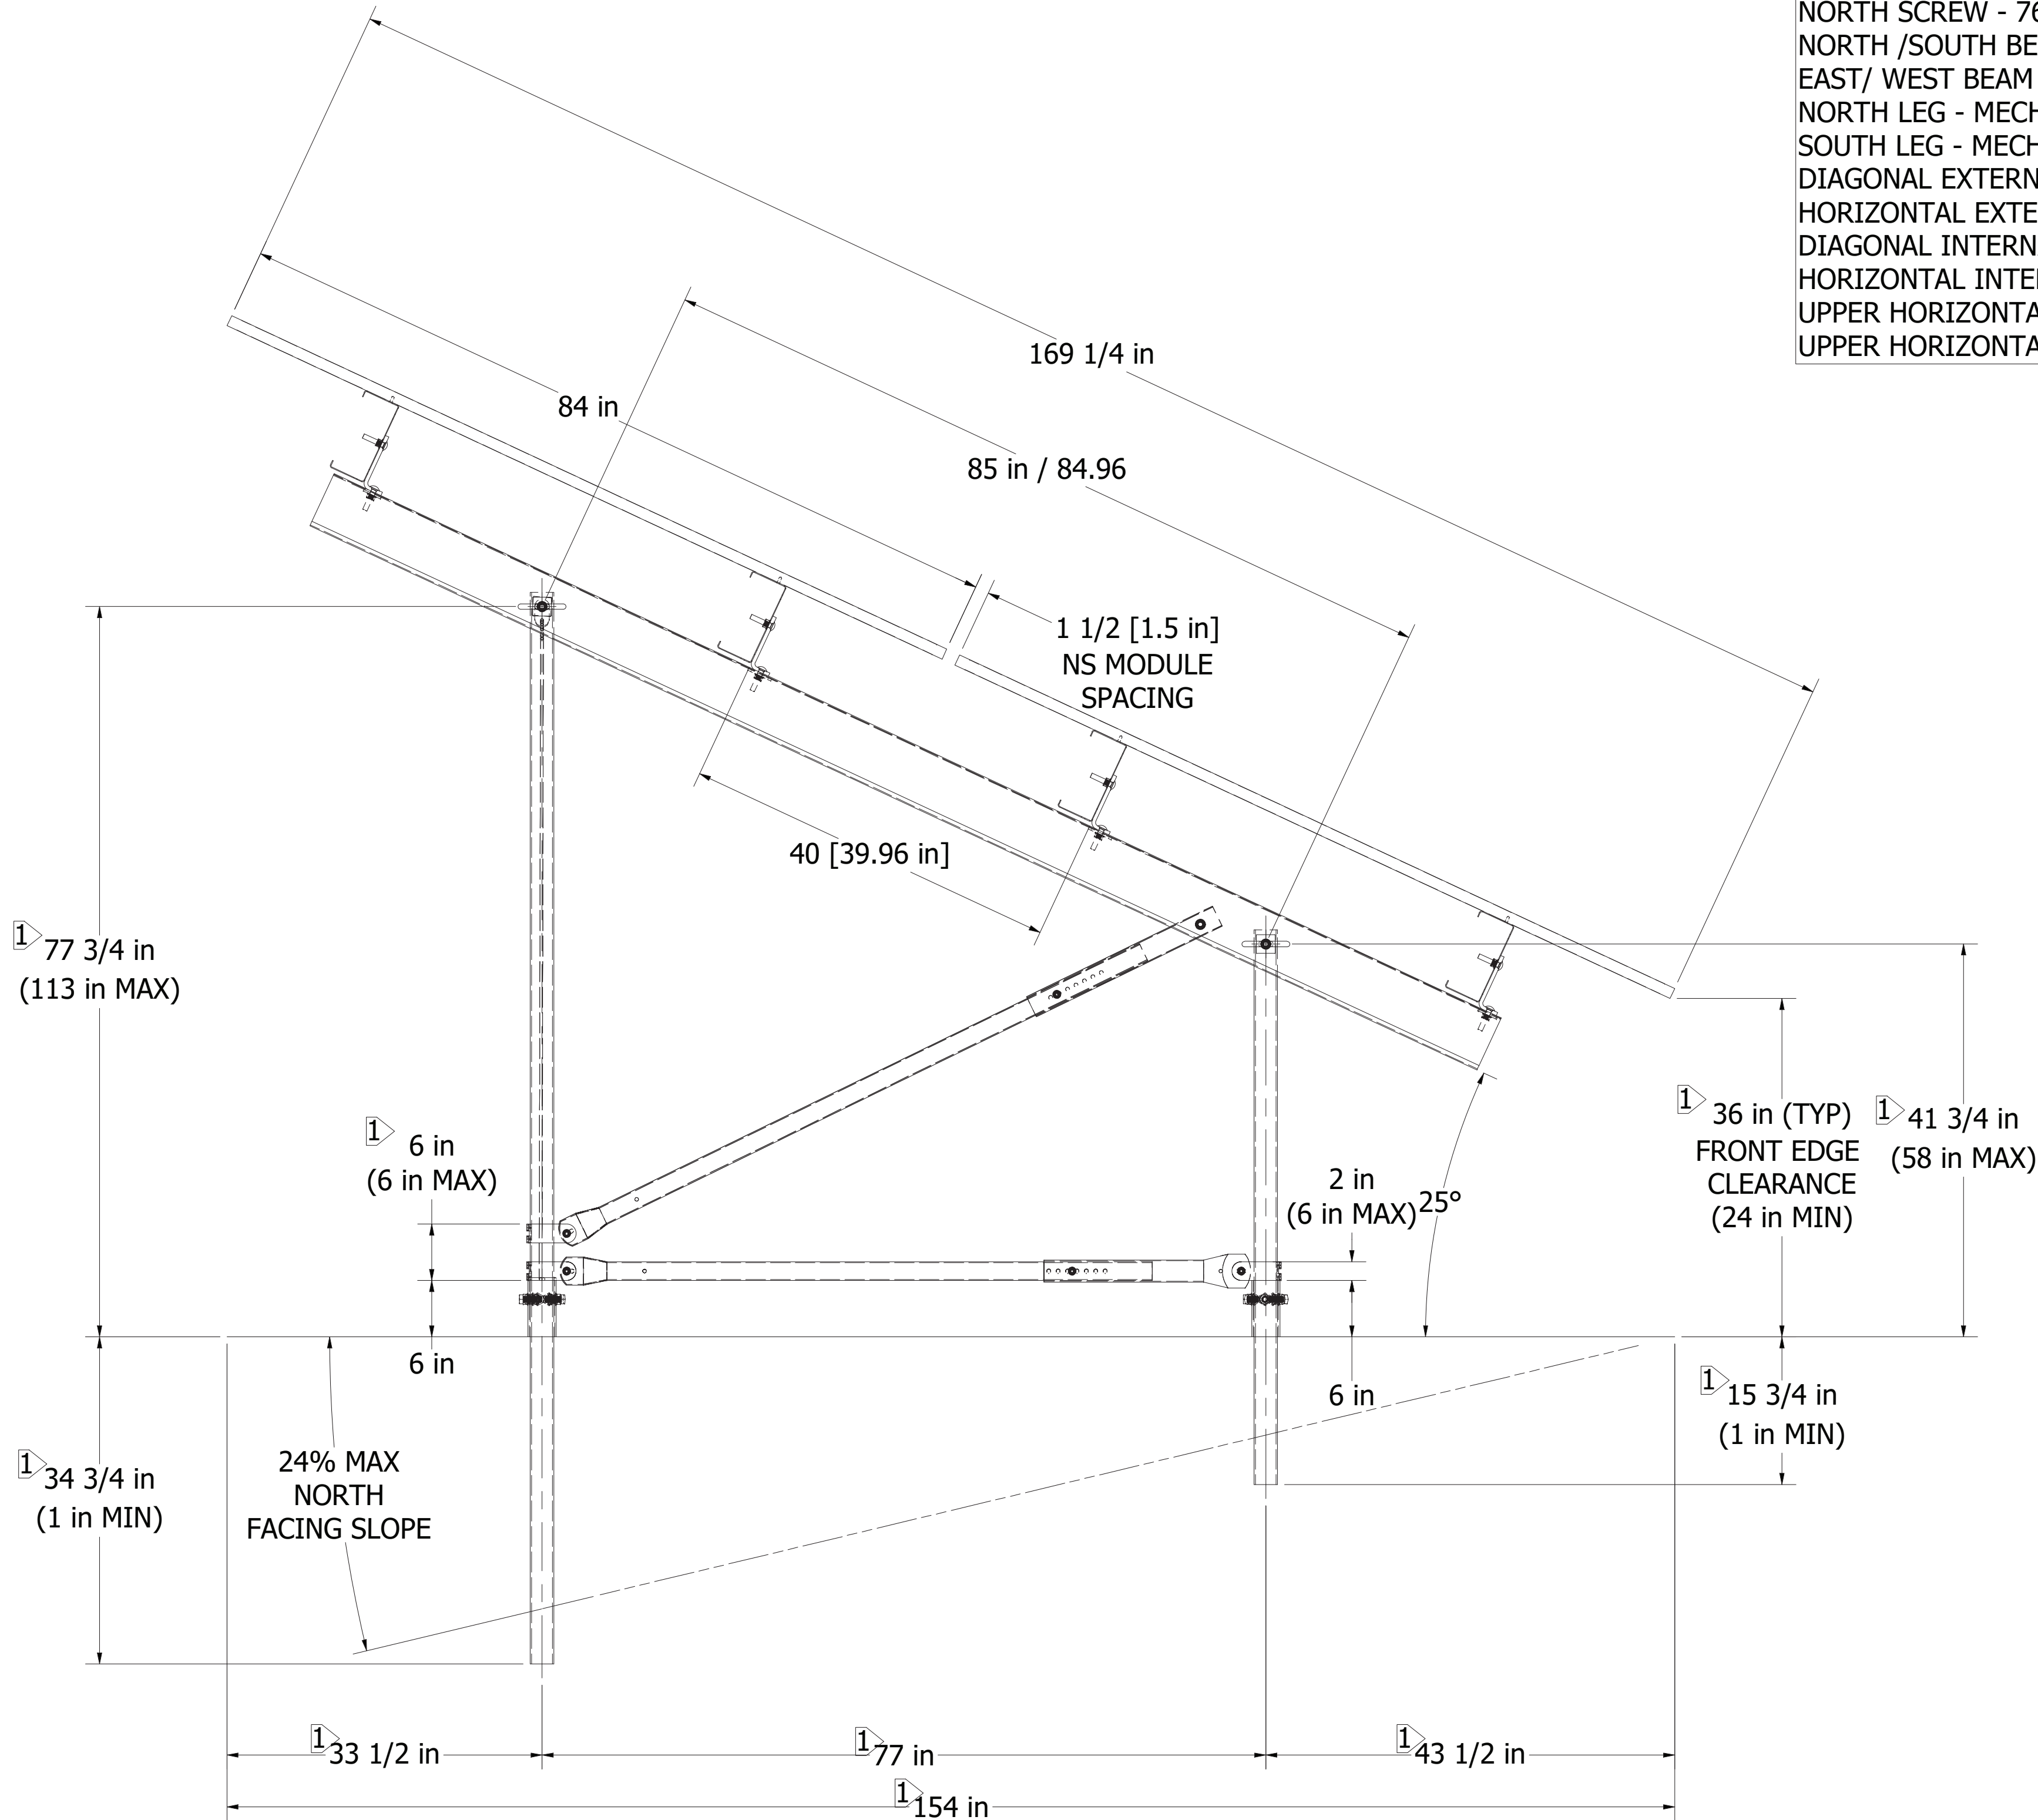 NORTH SCREW - 76
NORTH /SOUTH BE
EAST/ WEST BEAM
NORTH LEG - MECH
SOUTH LEG - MECH
DIAGONAL EXTERN
HORIZONTAL EXTE
DIAGONAL INTERN
HORIZONTAL INTE
UPPER HORIZONTA
UPPER HORIZONTA
169 1/4 in
84 in
85 in / 84.96
1 1/2 [1.5 in]
NS MODULE
SPACING
40 [39.96 in]
1 77 3/4 in
(113 in MAX)
1 6 in
(6 in MAX)
6 in
2 in
(6 in MAX)
25°
6 in
1 36 in (TYP)
FRONT EDGE
CLEARANCE
(24 in MIN)
1 41 3/4 in
(58 in MAX)
1 15 3/4 in
(1 in MIN)
1 34 3/4 in
(1 in MIN)
24% MAX
NORTH
FACING SLOPE
1 33 1/2 in
1 77 in
1 43 1/2 in
1 154 in